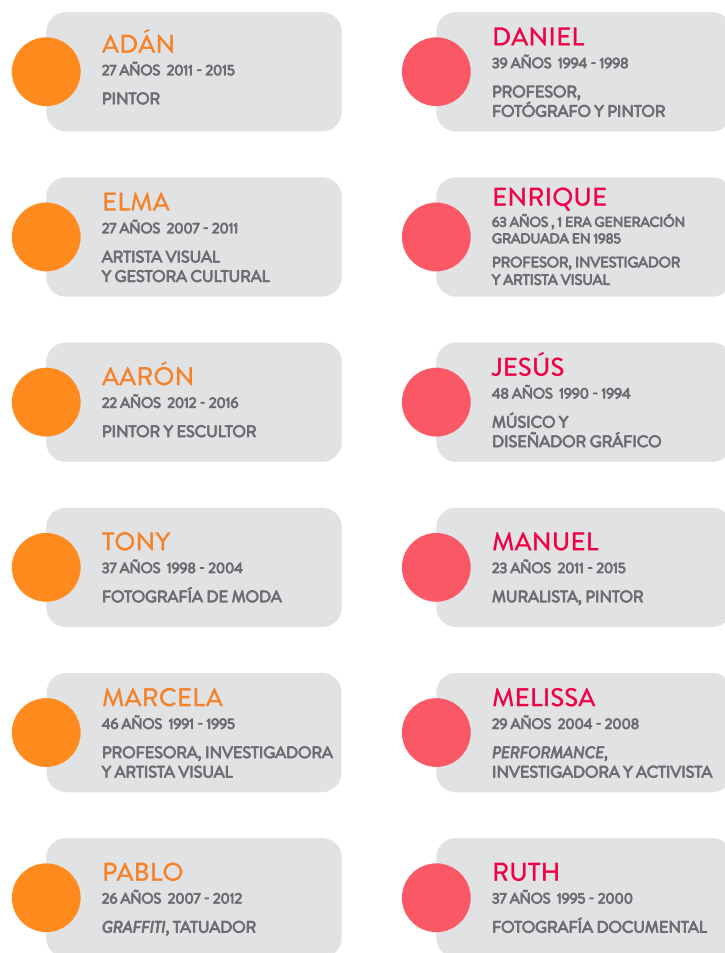 ADÁN
27 AÑOS 2011 - 2015
PINTOR
ELMA
27 AÑOS 2007 - 2011
ARTISTA VISUAL
Y GESTORA CULTURAL
AARÓN
22 AÑOS 2012 - 2016
PINTOR Y ESCULTOR
TONY
37 AÑOS 1998 - 2004
FOTOGRAFÍA DE MODA
MARCELA
46 AÑOS 1991 - 1995
PROFESORA, INVESTIGADORA
Y ARTISTA VISUAL
PABLO
26 AÑOS 2007 - 2012
GRAFFITI, TATUADOR
DANIEL
39 AÑOS 1994 - 1998
PROFESOR,
FOTÓGRAFO Y PINTOR
ENRIQUE
63 AÑOS , 1 ERA GENERACIÓN
GRADUADA EN 1985
PROFESOR, INVESTIGADOR
Y ARTISTA VISUAL
JESÚS
48 AÑOS 1990 - 1994
MÚSICO Y
DISEÑADOR GRÁFICO
MANUEL
23 AÑOS 2011 - 2015
MURALISTA, PINTOR
MELISSA
29 AÑOS 2004 - 2008
PERFORMANCE,
INVESTIGADORA Y ACTIVISTA
RUTH
37 AÑOS 1995 - 2000
FOTOGRAFÍA DOCUMENTAL